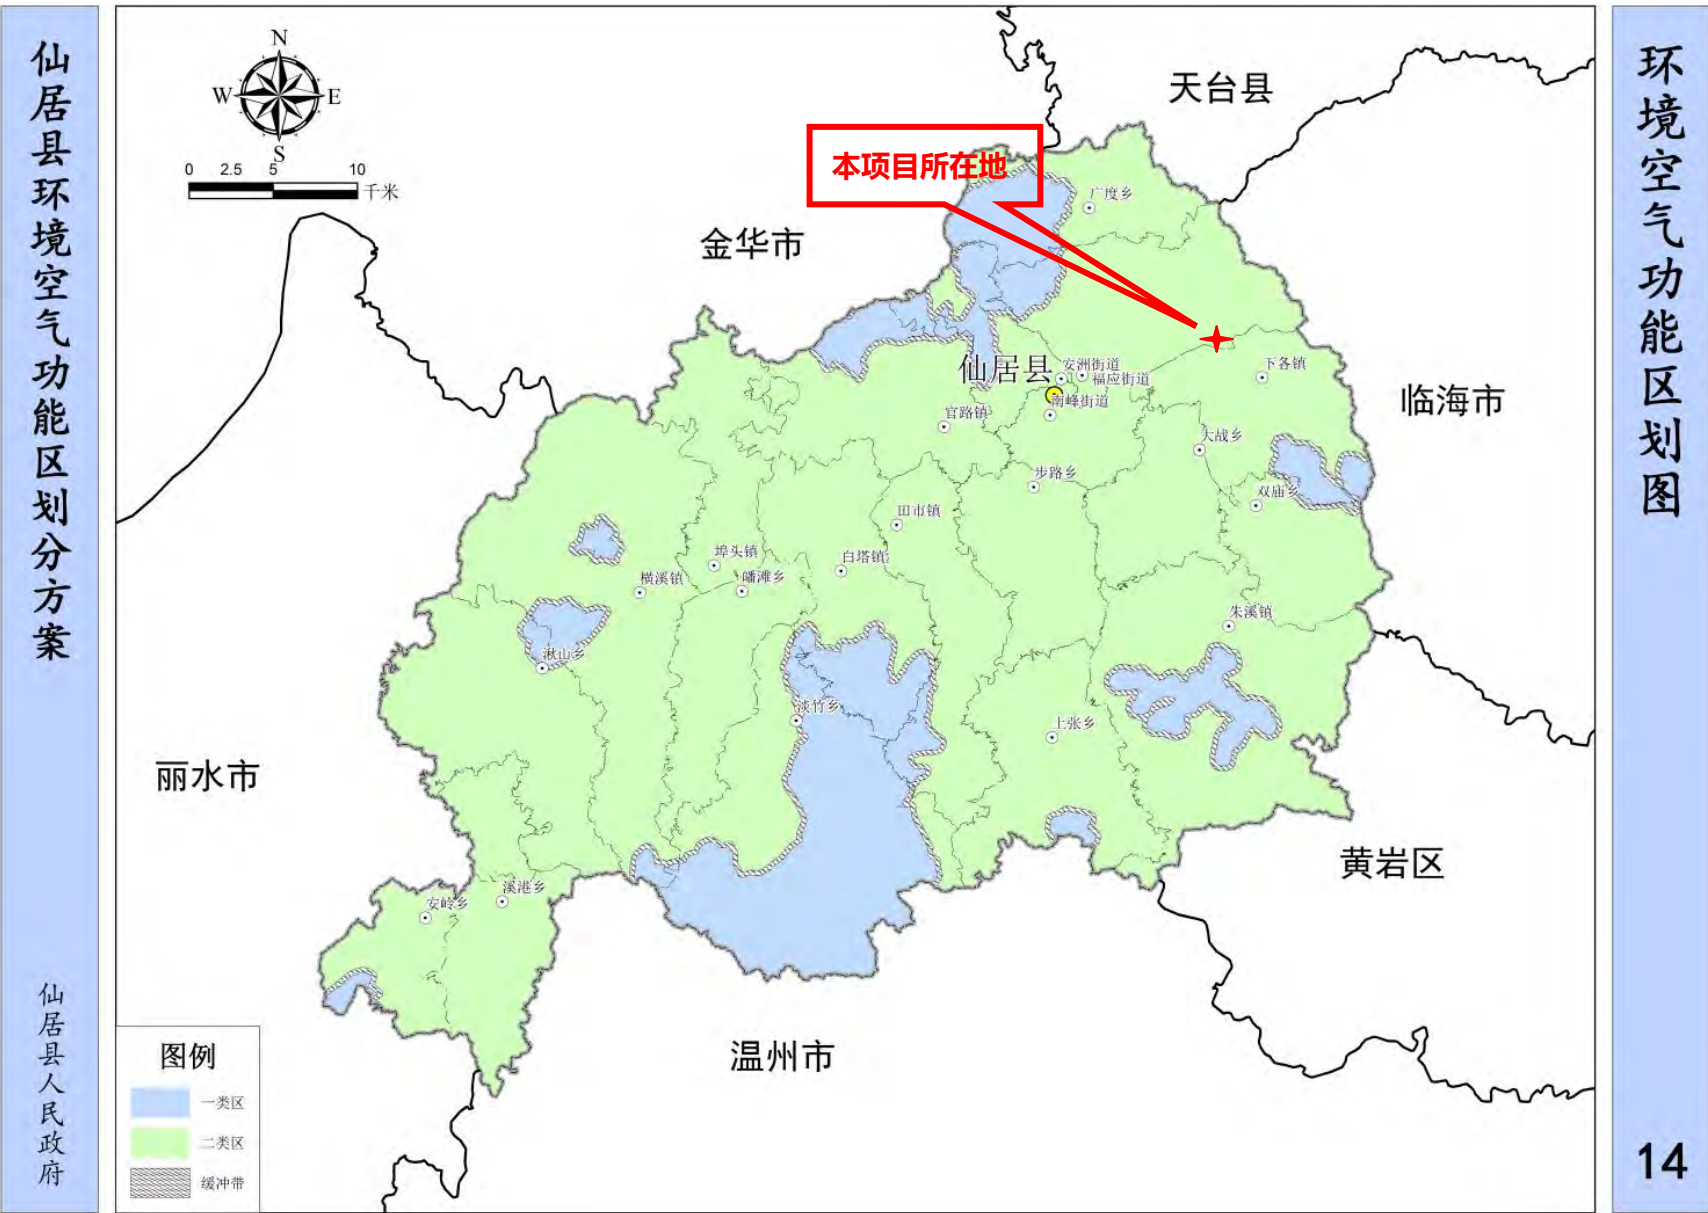 仙居县环境空气功能区划分方案
仙居县人民政府
环境空气功能区划图
14
N
W
E
S
0 2.5 5 10
千米
天台县
本项目所在地
广度乡
金华市
仙居县
安洲街道
福应街道
南峰街道
下各镇
临海市
官路镇
大战乡
步路乡
双庙乡
田市镇
埠头镇
白塔镇
横溪镇
皤滩乡
朱溪镇
湫山乡
淡竹乡
上张乡
丽水市
黄岩区
溪港乡
安岭乡
温州市
图例
一类区
二类区
缓冲带